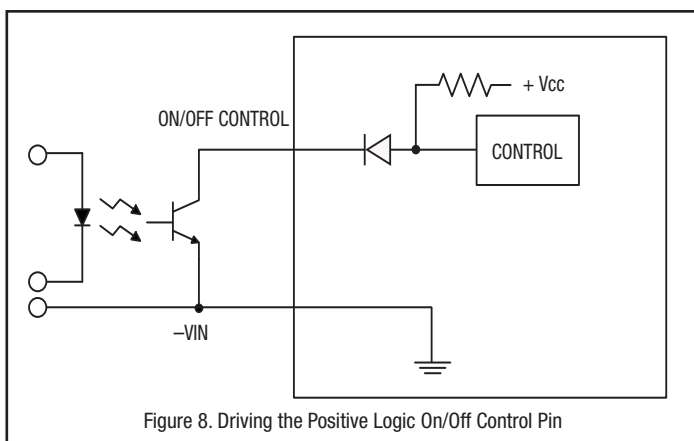 + Vcc
ON/OFF CONTROL
CONTROL
–VIN
Figure 8. Driving the Positive Logic On/Off Control Pin